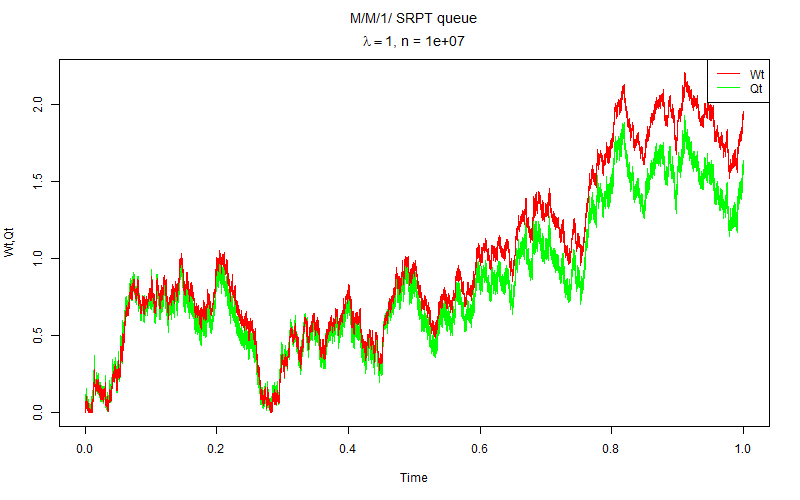 M/M/1/ SRPT queue
λ = 1, n = 1e+07
Wt
Qt
Wt,Qt
2.0
1.5
1.0
0.5
0.0
0.0 0.2 0.4 0.6 0.8 1.0
Time